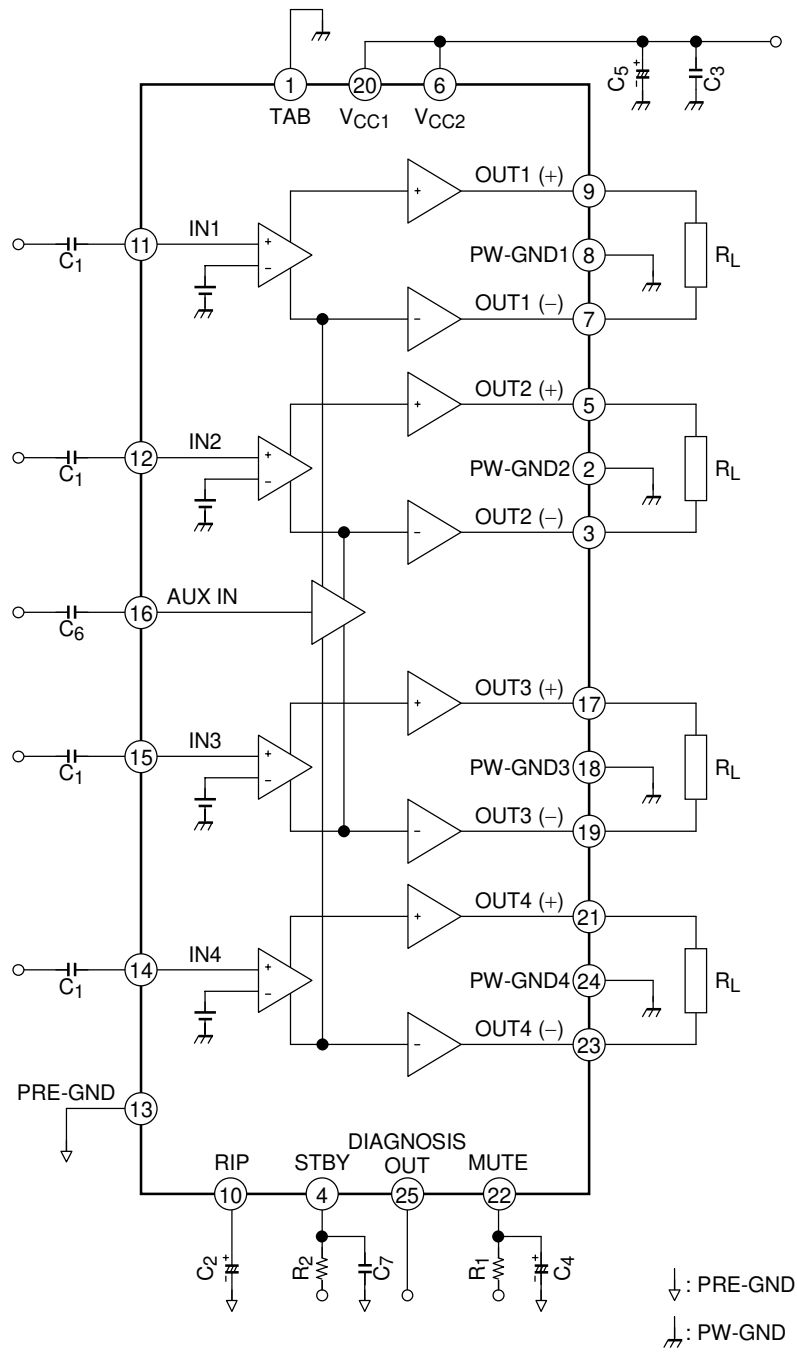 C5
+
-
C3
1
20
6
TAB
VCC1
VCC2
OUT1 (+)
9
+
IN1
11
C1
+
-
PW-GND1
8
RL
OUT1 (-)
7
-
OUT2 (+)
5
+
IN2
12
C1
+
-
PW-GND2
2
RL
OUT2 (-)
3
-
AUX IN
16
C6
OUT3 (+)
17
+
IN3
15
C1
+
-
PW-GND3
18
RL
OUT3 (-)
19
-
OUT4 (+)
21
+
IN4
14
C1
+
-
PW-GND4
24
RL
OUT4 (-)
23
-
PRE-GND
13
RIP
STBY
DIAGNOSIS
OUT
MUTE
10
4
25
22
C2
+
-
R2
C7
R1
+
-
C4
: PRE-GND
: PW-GND